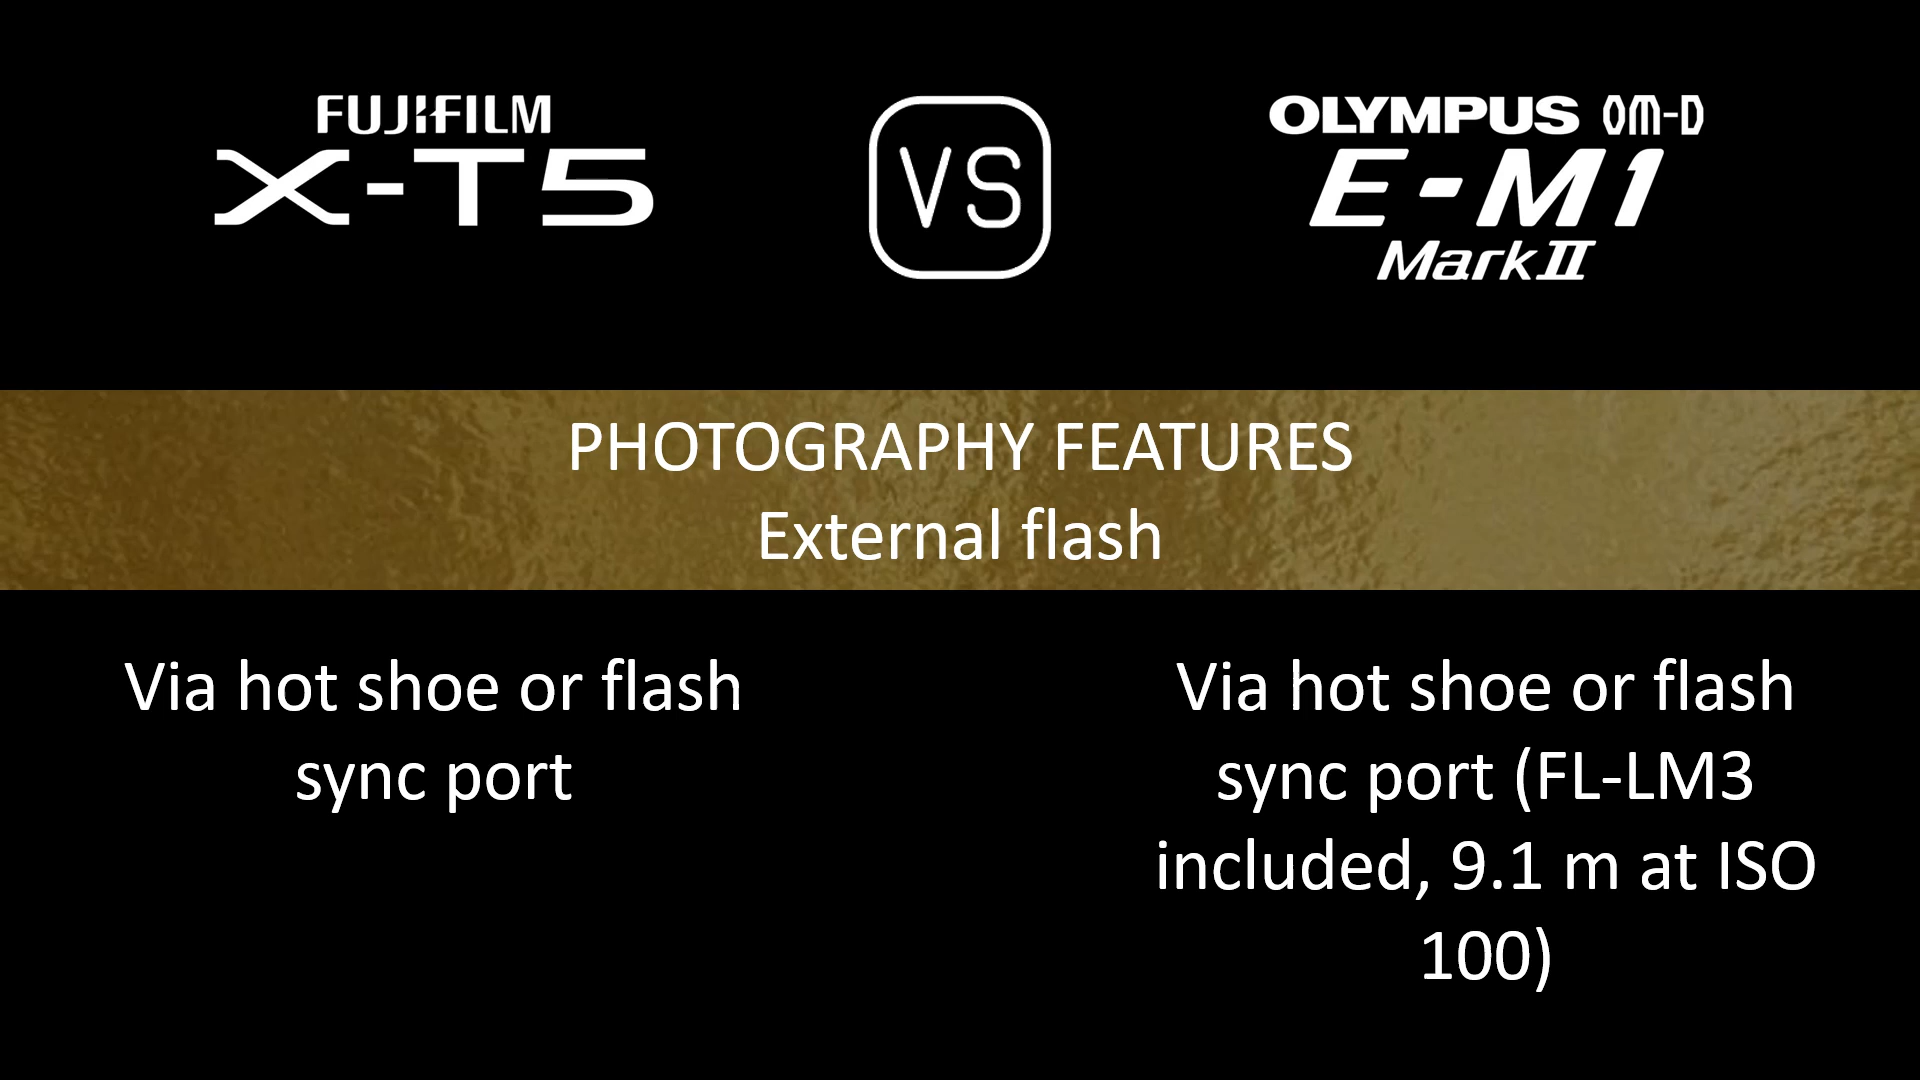 FUJIFILM
X-T5
VS
OLYMPUS OM-D
E-M1
Mark II
PHOTOGRAPHY FEATURES
External flash
Via hot shoe or flash
sync port
Via hot shoe or flash
sync port (FL-LM3
included, 9.1 m at ISO
100)